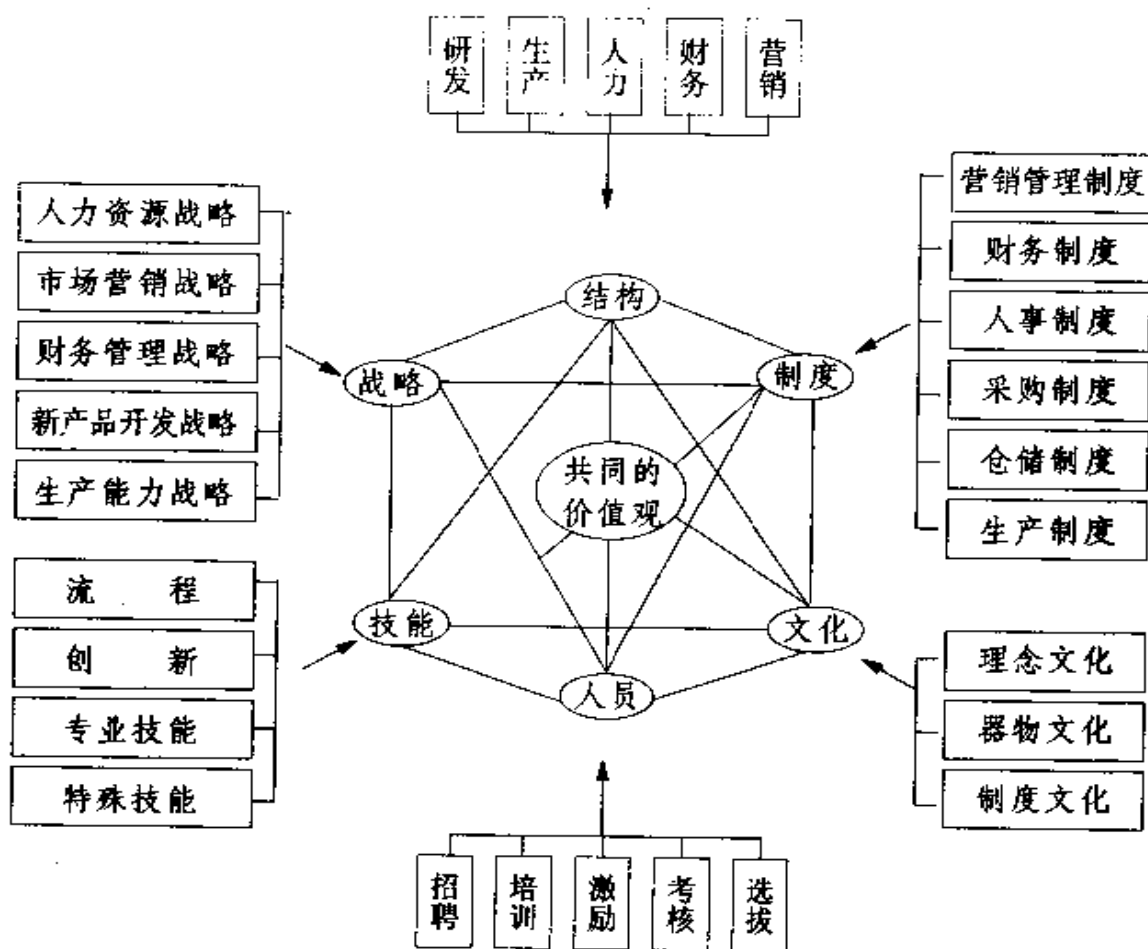 研发
生产
人力
财务
营销
人力资源战略
市场营销战略
财务管理战略
新产品开发战略
生产能力战略
流 程
创 新
专业技能
特殊技能
结构
战略
制度
共同的
价值观
技能
文化
人员
营销管理制度
财务制度
人事制度
采购制度
仓储制度
生产制度
理念文化
器物文化
制度文化
招聘
培训
激励
考核
选拔